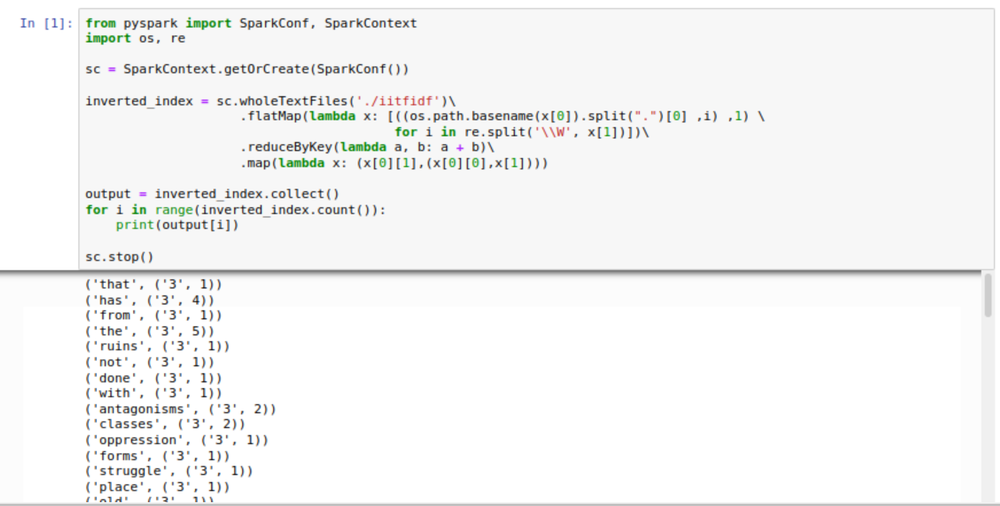 In [1]: from pyspark import SparkConf, SparkContext
import os, re
sc = SparkContext.getOrCreate(SparkConf())
inverted_index = sc.wholeTextFiles('./iitfidf')\
.flatMap(lambda x: [((os.path.basename(x[0]).split(".")[0] ,i) ,1) \
for i in re.split('\\W', x[1])])\
.reduceByKey(lambda a, b: a + b)\
.map(lambda x: (x[0][1],(x[0][0],x[1])))
output = inverted_index.collect()
for i in range(inverted_index.count()):
print(output[i])
sc.stop()
('that', ('3', 1))
('has', ('3', 4))
('from', ('3', 1))
('the', ('3', 5))
('ruins', ('3', 1))
('not', ('3', 1))
('done', ('3', 1))
('with', ('3', 1))
('antagonisms', ('3', 2))
('classes', ('3', 2))
('oppression', ('3', 1))
('forms', ('3', 1))
('struggle', ('3', 1))
('place', ('3', 1))
('old', ('3', 1))